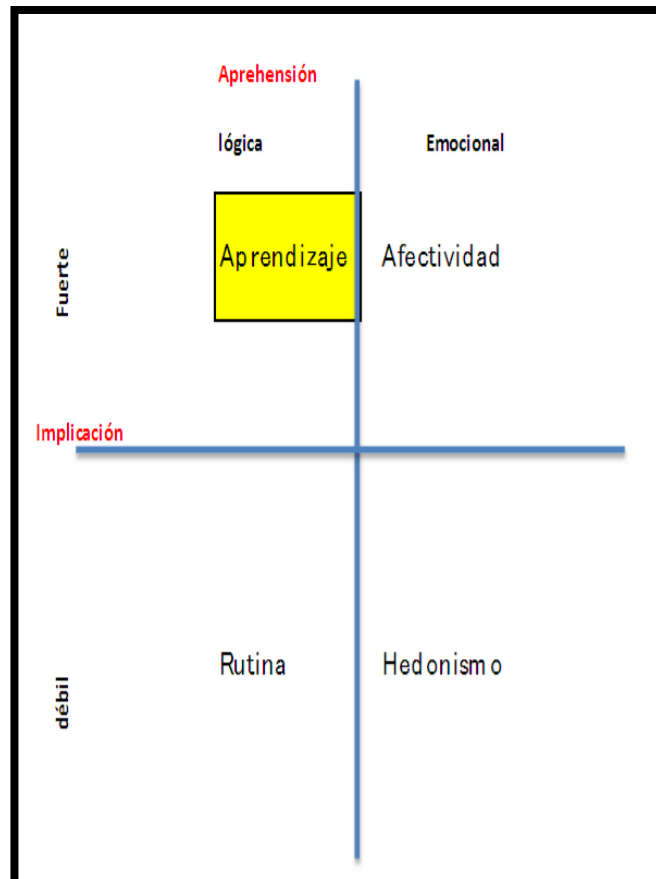 Aprehensión
lógica Emocional
Fuerte
Aprendizaje Afectividad
Implicación
Rutina Hedonismo
débil